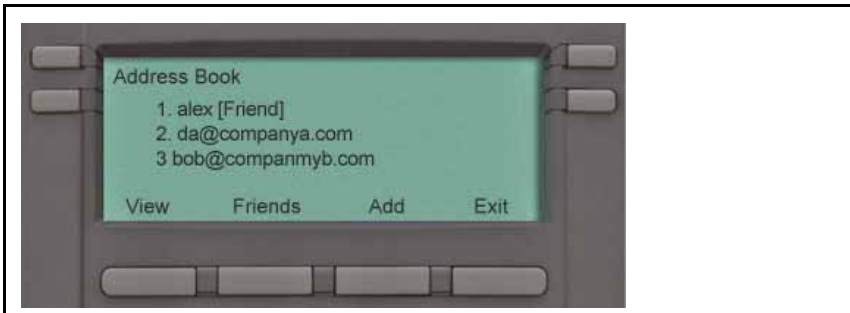 Address Book
1. alex [Friend]
2. da@companya.com
3 bob@companmyb.com
View Friends Add Exit